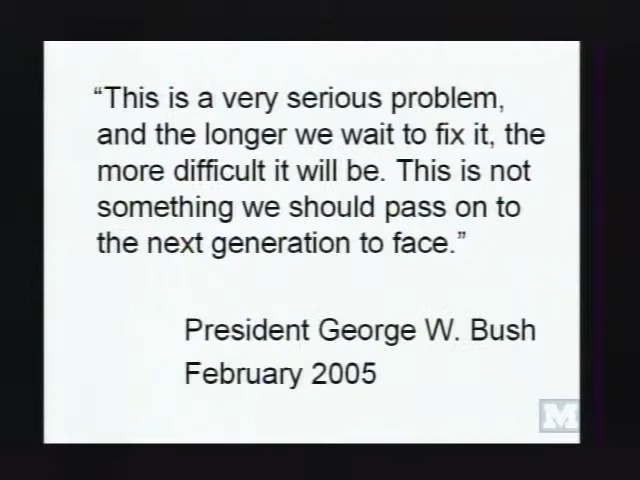 “This is a very serious problem,
and the longer we wait to fix it, the
more difficult it will be. This is not
something we should pass on to
the next generation to face.”
President George W. Bush
February 2005
M